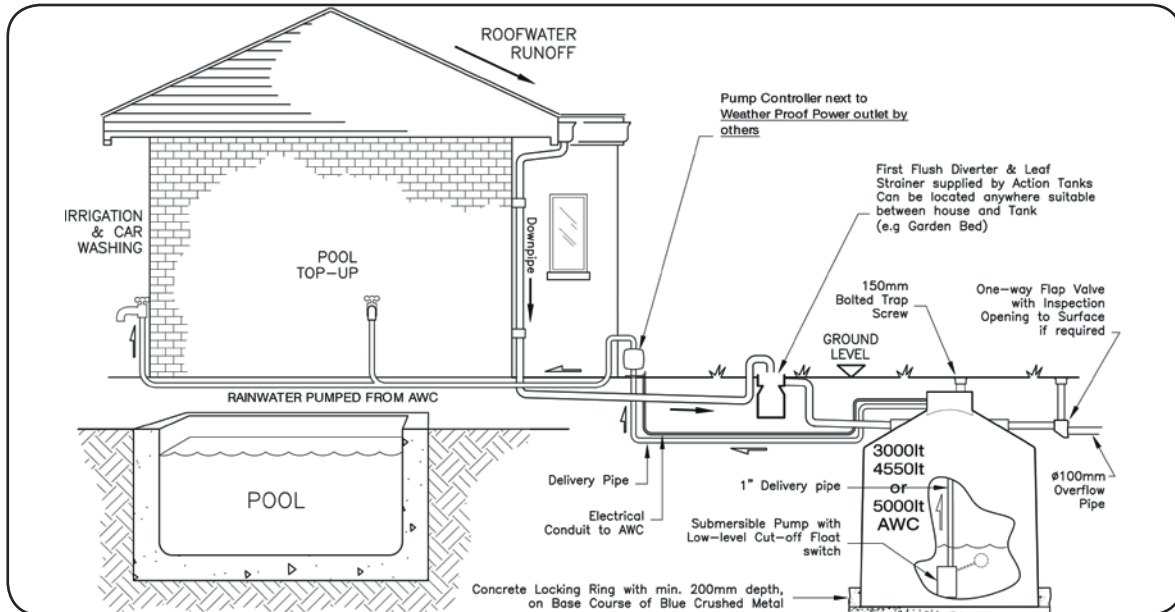 ROOFWATER
RUNOFF
Pump Controller next to
Weather Proof Power outlet by
others
First Flush Diverter & Leaf
Strainer supplied by Action Tanks
Can be located anywhere suitable
between house and Tank
(e.g Garden Bed)
IRRIGATION
& CAR
WASHING
POOL
TOP-UP
Downpipe
150mm
Bolted Trap
Screw
One-way Flap Valve
with Inspection
Opening to Surface
if required
GROUND
LEVEL
RAINWATER PUMPED FROM AWC
POOL
Delivery Pipe
Electrical
Conduit to AWC
1" Delivery pipe
Submersible Pump with
Low-level Cut-off Float
switch
3000lt
4550lt
or
5000lt
AWC
ø100mm
Overflow
Pipe
Concrete Locking Ring with min. 200mm depth,
on Base Course of Blue Crushed Metal